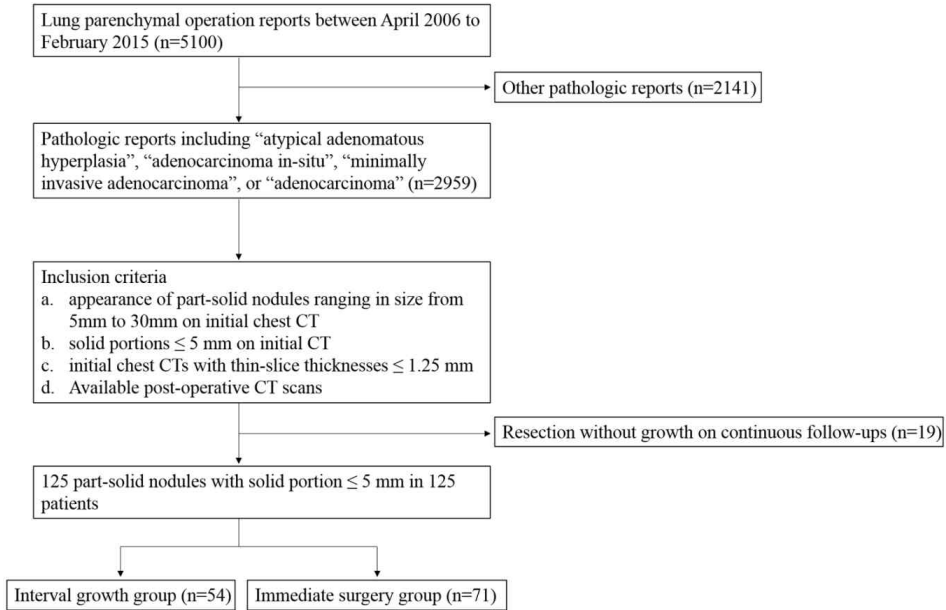 Lung parenchymal operation reports between April 2006 to
February 2015 (n=5100)
Other pathologic reports (n=2141)
Pathologic reports including “atypical adenomatous
hyperplasia”, “adenocarcinoma in-situ”, “minimally
invasive adenocarcinoma”, or “adenocarcinoma” (n=2959)
Inclusion criteria
a. appearance of part-solid nodules ranging in size from
5mm to 30mm on initial chest CT
b. solid portions ≤ 5 mm on initial CT
c. initial chest CTs with thin-slice thicknesses ≤ 1.25 mm
d. Available post-operative CT scans
Resection without growth on continuous follow-ups (n=19)
125 part-solid nodules with solid portion ≤ 5 mm in 125
patients
Interval growth group (n=54)
Immediate surgery group (n=71)